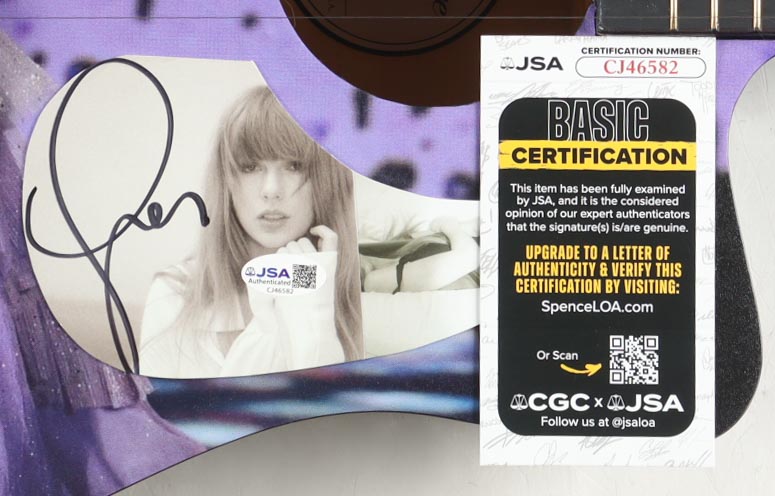 JSA
Authenticated
CJ46582
JSA
CERTIFICATION NUMBER:
CJ46582
BASIC
CERTIFICATION
This item has been fully examined
by JSA, and it is the considered
opinion of our expert authenticators
that the signature(s) is/are genuine.
UPGRADE TO A LETTER OF
AUTHENTICITY & VERIFY THIS
CERTIFICATION BY VISITING:
SpenceLOA.com
Or Scan
CGC x JSA
Follow us at @jsaloa